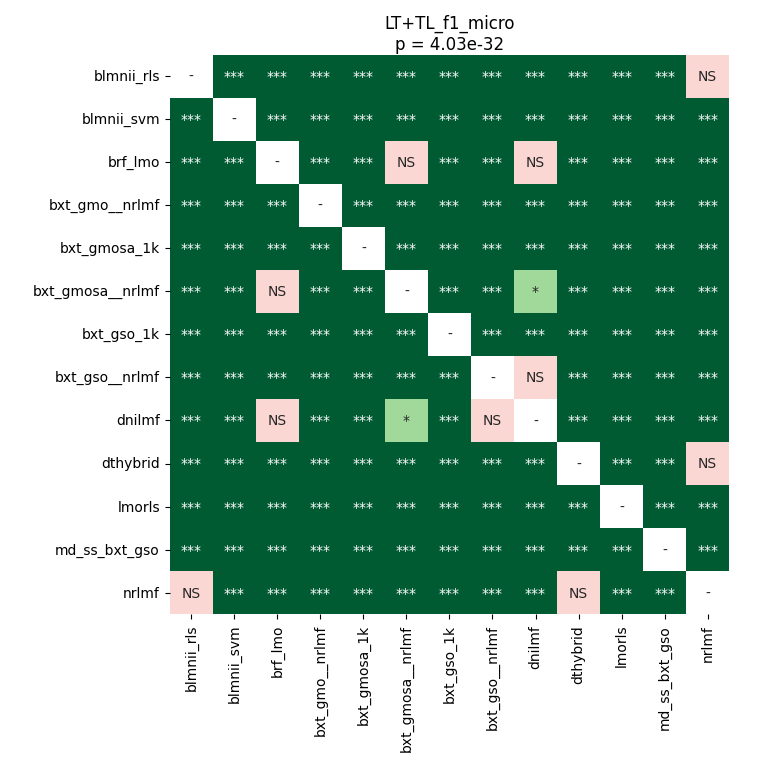 LT+TL_f1_micro
p = 4.03e-32
blmnii_rls - *** *** *** *** *** *** *** *** *** *** *** NS
blmnii_svm *** - *** *** *** *** *** *** *** *** *** *** ***
brf_lmo *** *** - *** *** NS *** *** NS *** *** *** ***
bxt_gmo__nrlmf *** *** *** - *** *** *** *** *** *** *** *** ***
bxt_gmosa_1k *** *** *** *** - *** *** *** *** *** *** *** ***
bxt_gmosa__nrlmf *** *** NS *** *** - *** *** * *** *** *** ***
bxt_gso_1k *** *** *** *** *** *** - *** *** *** *** *** ***
bxt_gso__nrlmf *** *** *** *** *** *** *** - NS *** *** *** ***
dnilmf *** *** NS *** *** * *** NS - *** *** *** ***
dthybrid *** *** *** *** *** *** *** *** *** - *** *** NS
lmorls *** *** *** *** *** *** *** *** *** *** - *** ***
md_ss_bxt_gso *** *** *** *** *** *** *** *** *** *** *** - ***
nrlmf NS *** *** *** *** *** *** *** *** NS *** *** -
blmnii_rls
blmnii_svm
brf_lmo
bxt_gmo__nrlmf
bxt_gmosa_1k
bxt_gmosa__nrlmf
bxt_gso_1k
bxt_gso__nrlmf
dnilmf
dthybrid
lmorls
md_ss_bxt_gso
nrlmf